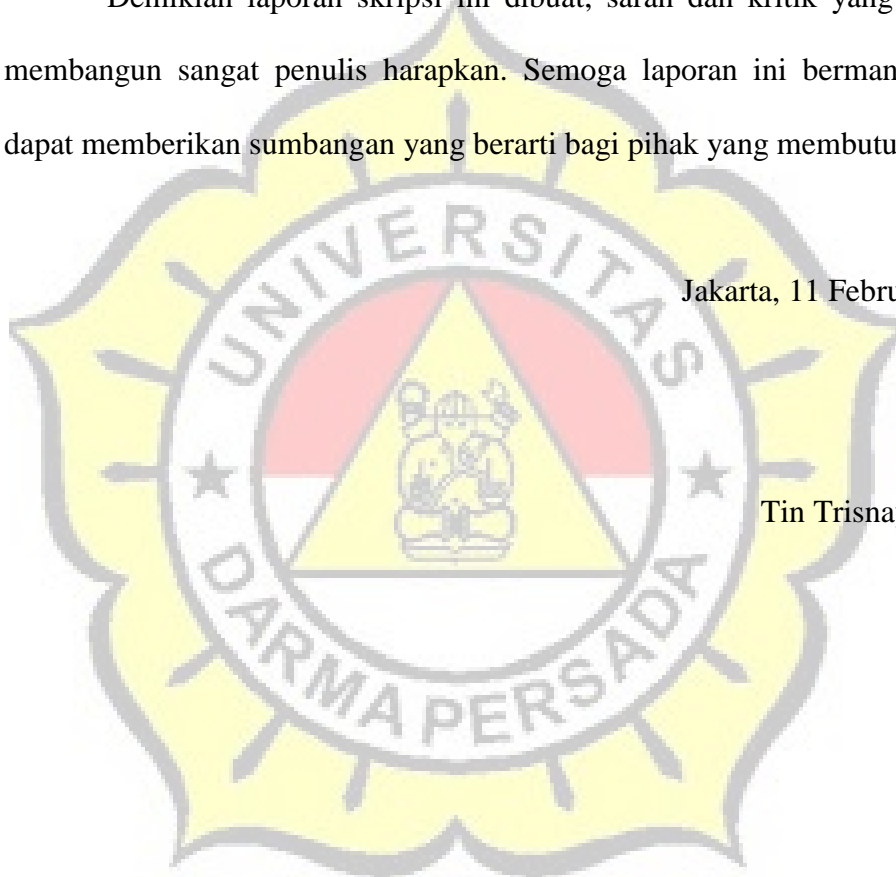 Demikian laporan skripsi ini dibuat, saran dan kritik yang
membangun sangat penulis harapkan. Semoga laporan ini berman
dapat memberikan sumbangan yang berarti bagi pihak yang membutu
Jakarta, 11 Febru
Tin Trisna
UNIVERSITAS
DARMA PERSADA